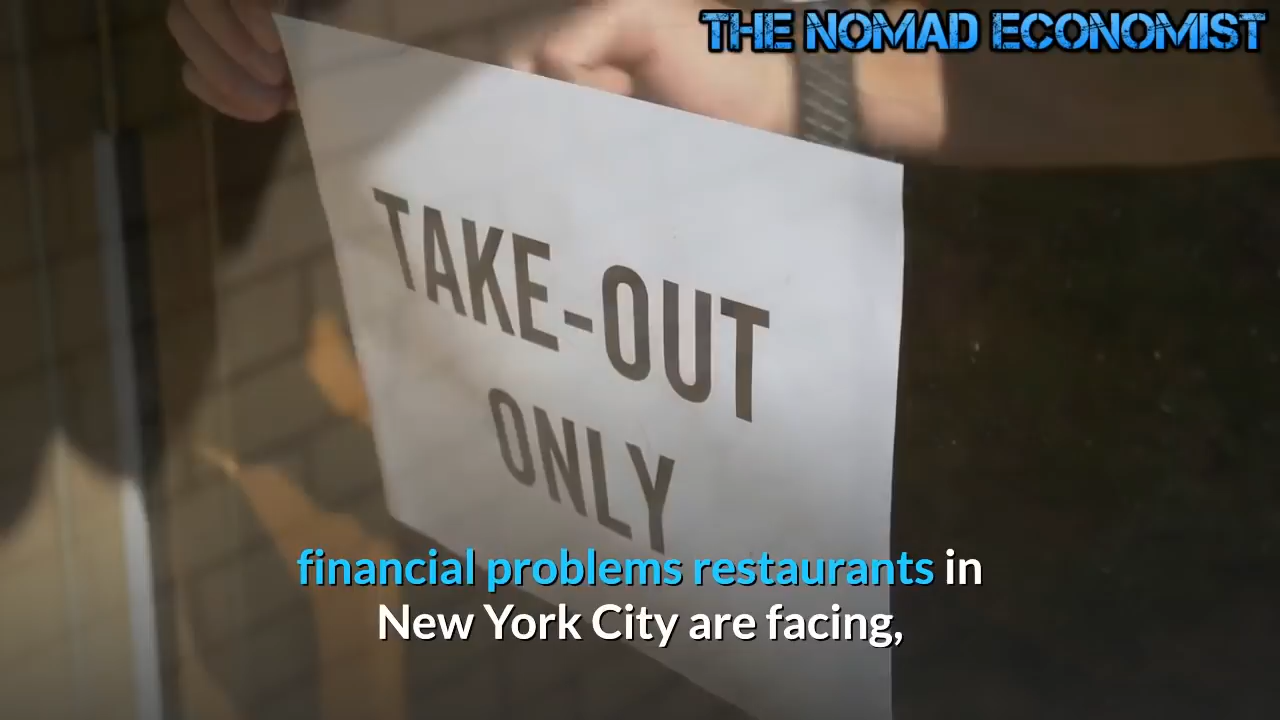 THE NOMAD ECONOMIST
TAKE-OUT
ONLY
financial problems restaurants in
New York City are facing,